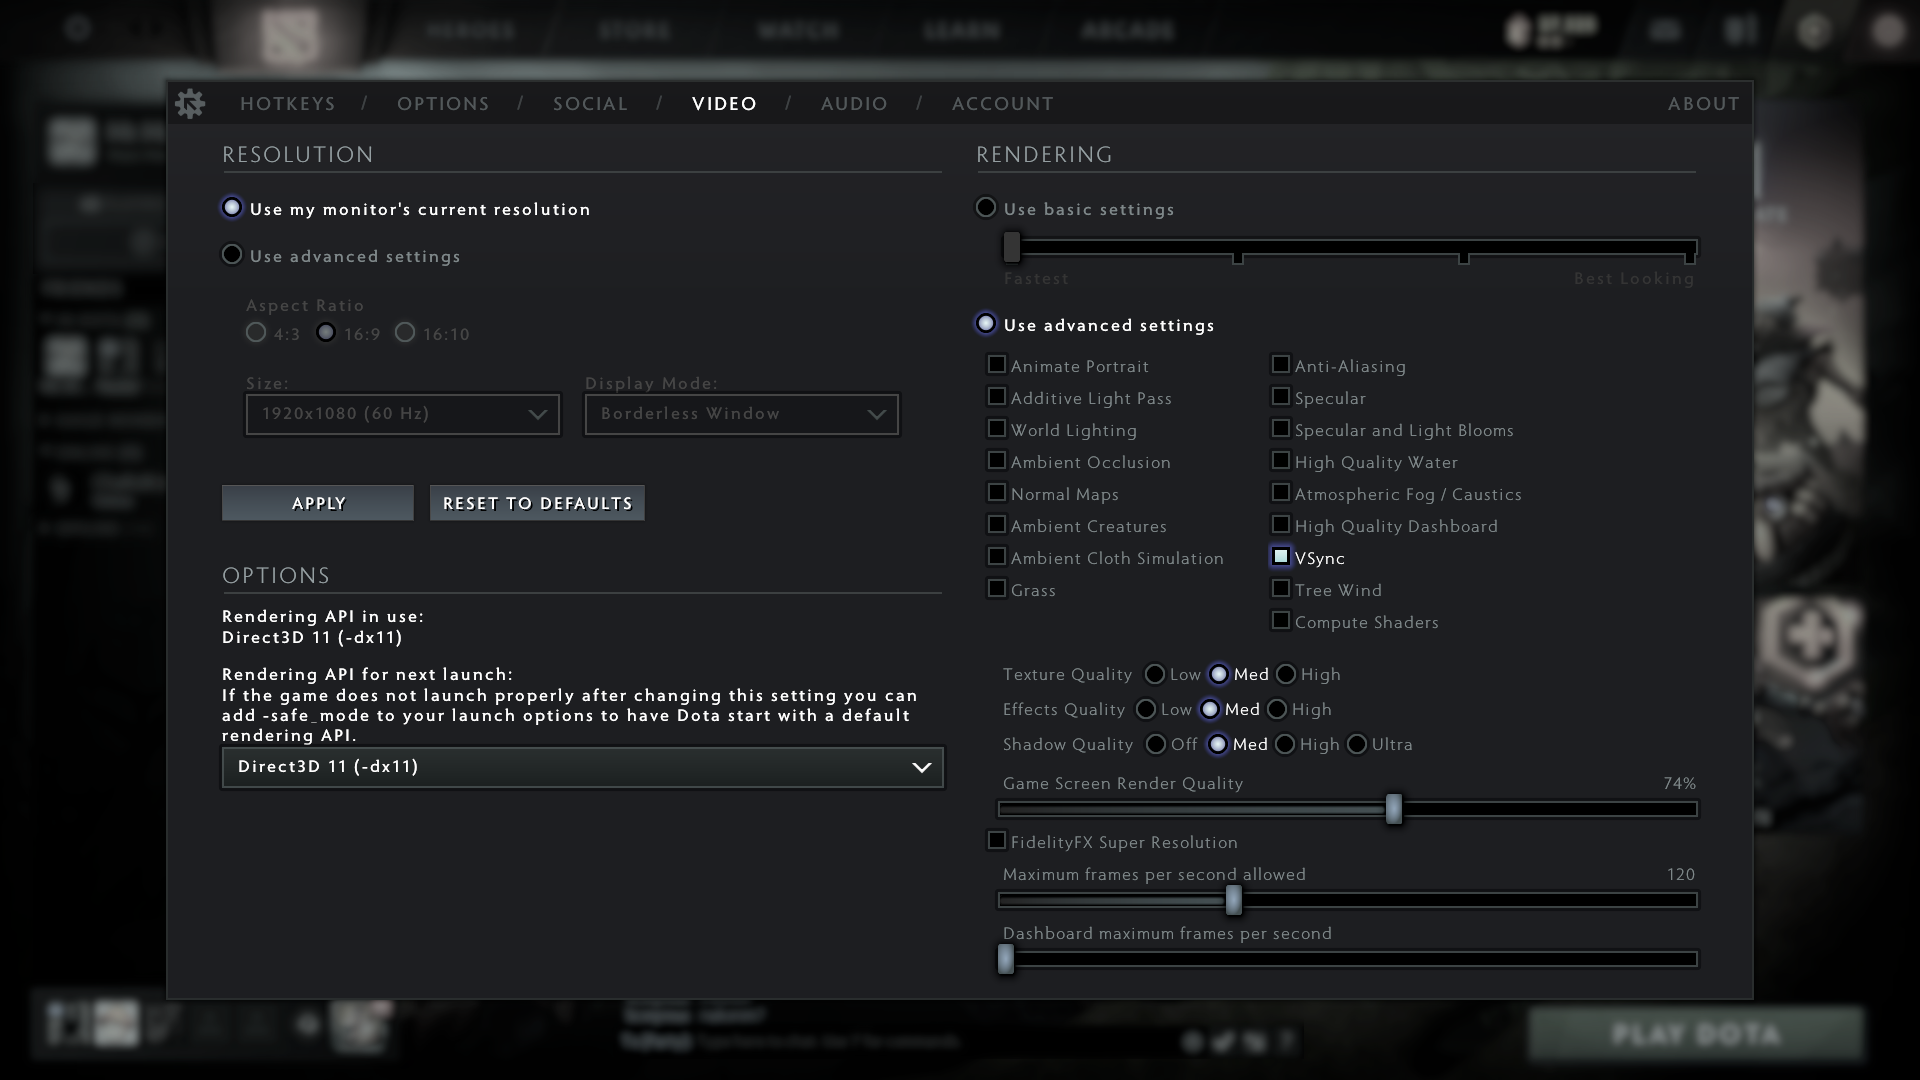 HEROES
STORE
WATCH
LEARN
ARCADE
HOTKEYS / OPTIONS / SOCIAL / VIDEO / AUDIO / ACCOUNT
ABOUT
RESOLUTION
Use my monitor's current resolution
Use advanced settings
Aspect Ratio
4:3 16:9 16:10
Size:
1920x1080 (60 Hz)
Display Mode:
Borderless Window
APPLY
RESET TO DEFAULTS
OPTIONS
Rendering API in use:
Direct3D 11 (-dx11)
Rendering API for next launch:
If the game does not launch properly after changing this setting you can
add -safe_mode to your launch options to have Dota start with a default
rendering API.
Direct3D 11 (-dx11)
RENDERING
Use basic settings
Fastest
Best Looking
Use advanced settings
Animate Portrait
Additive Light Pass
World Lighting
Ambient Occlusion
Normal Maps
Ambient Creatures
Ambient Cloth Simulation
Grass
Anti-Aliasing
Specular
Specular and Light Blooms
High Quality Water
Atmospheric Fog / Caustics
High Quality Dashboard
VSync
Tree Wind
Compute Shaders
Texture Quality Low Med High
Effects Quality Low Med High
Shadow Quality Off Med High Ultra
Game Screen Render Quality 74%
FidelityFX Super Resolution
Maximum frames per second allowed 120
Dashboard maximum frames per second
PLAY DOTA